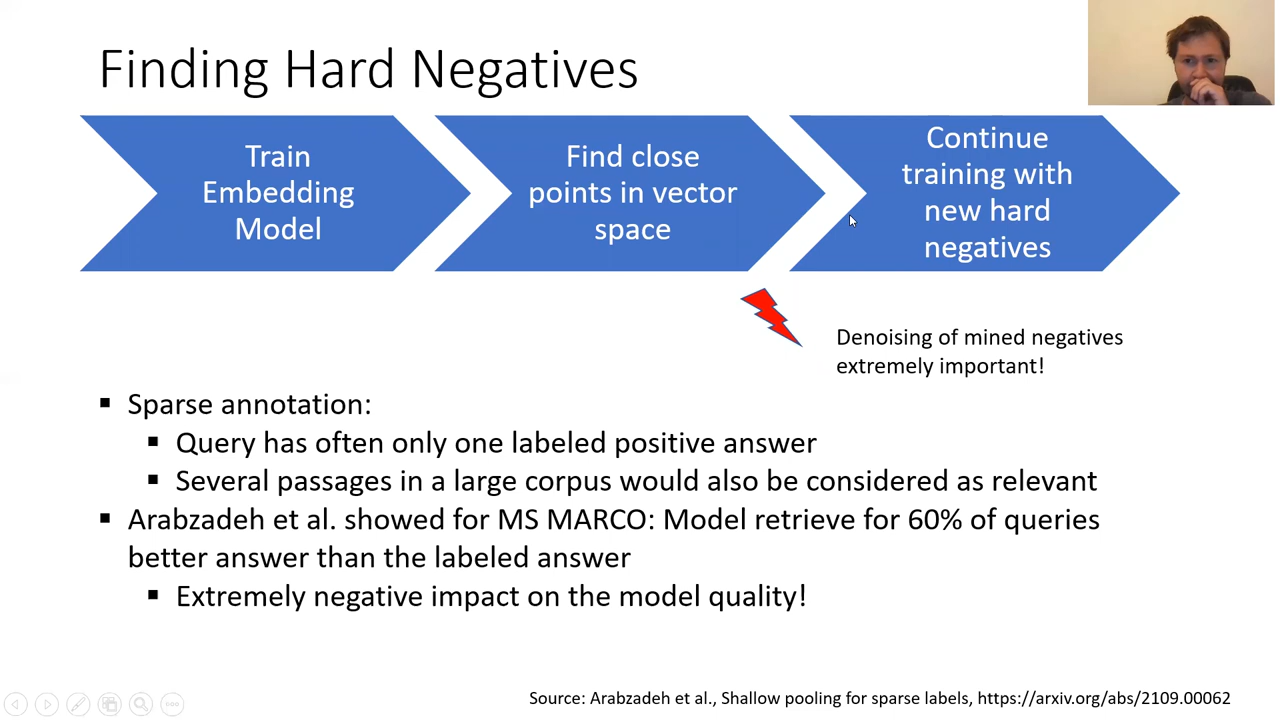 Finding Hard Negatives
Train
Embedding
Model
Find close
points in vector
space
Continue
training with
new hard
negatives
Denoising of mined negatives
extremely important!
▪ Sparse annotation:
▪ Query has often only one labeled positive answer
▪ Several passages in a large corpus would also be considered as relevant
▪ Arabzadeh et al. showed for MS MARCO: Model retrieve for 60% of queries
better answer than the labeled answer
▪ Extremely negative impact on the model quality!
Source: Arabzadeh et al., Shallow pooling for sparse labels, https://arxiv.org/abs/2109.00062